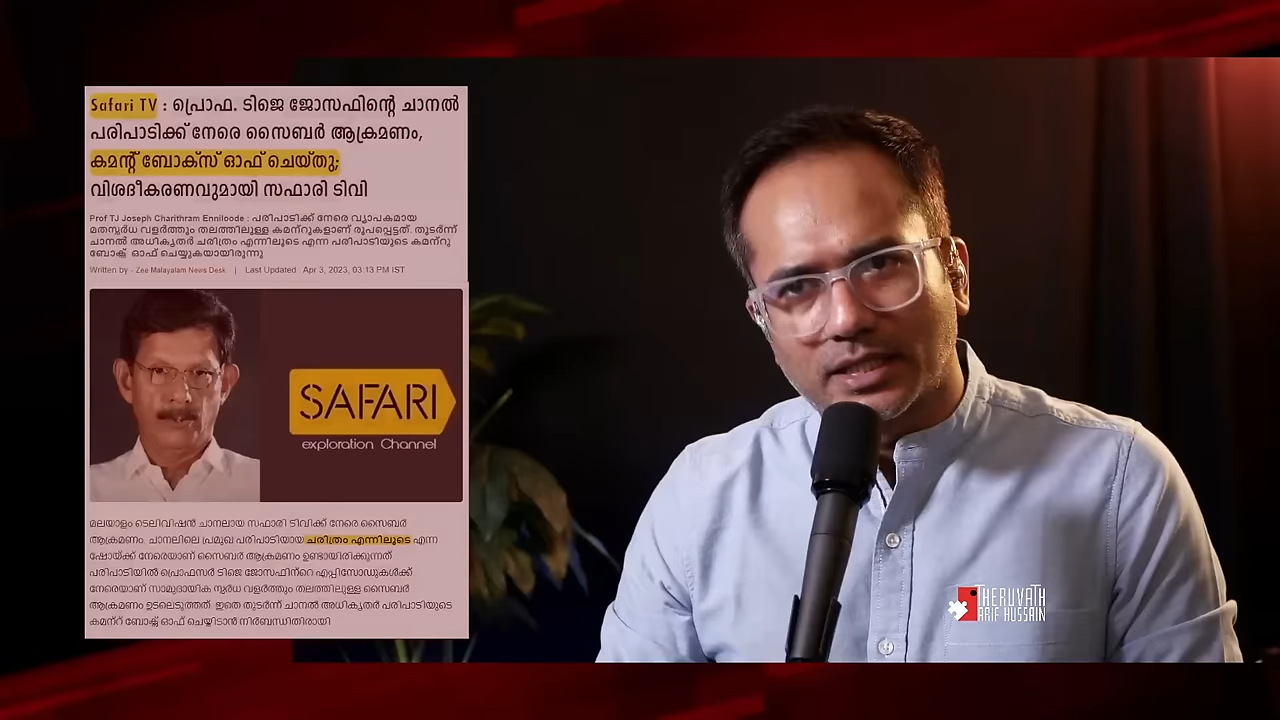 Safari TV : പ്രൊഫ. ടിജെ ജോസഫിന്റെ ചാനൽ
പരിപാടിക്ക് നേരെ സൈബർ ആക്രമണം,
കമന്റ് ബോക്സ് ഓഫ് ചെയ്തു;
വിശദീകരണവുമായി സഫാരി ടിവി
Prof TJ Joseph Charithram Enniloode : പരിപാടിക്ക് നേരെ വ്യാപകമായ
മതസ്പർധ വളർത്തും തലത്തിലുള്ള കമന്റുകളാണ് രൂപപ്പെട്ടത്. തുടർന്ന്
ചാനൽ അധികൃതർ ചരിത്രം എന്നിലൂടെ എന്ന പരിപാടിയുടെ കമന്റു
ബോക്സ് ഓഫ് ചെയ്യുകയായിരുന്നു
Written by - Zee Malayalam News Desk | Last Updated : Apr 3, 2023, 03:13 PM IST
SAFARI
exploration Channel
മലയാളം ടെലിവിഷൻ ചാനലായ സഫാരി ടിവിക്ക് നേരെ സൈബർ
ആക്രമണം. ചാനലിലെ പ്രമുഖ പരിപാടിയായ ചരിത്രം എന്നിലൂടെ എന്ന
ഷോയ്ക്ക് നേരെയാണ് സൈബർ ആക്രമണം ഉണ്ടായിരിക്കുന്നത്
പരിപാടിയിൽ പ്രൊഫസർ ടിജെ ജോസഫിൻറെ എപ്പിസോഡുകൾക്ക്
നേരെയാണ് സാമുദായിക സ്പർധ വളർത്തും തലത്തിലുള്ള സൈബർ
ആക്രമണം ഉടലെടുത്തത്. ഇതെ തുടർന്ന് ചാനൽ അധികൃതർ പരിപാടിയുടെ
കമന്റ് ബോക്സ് ഓഫ് ചെയ്തിടാൻ നിർബന്ധിതിരായി
THERUVATH
ARIF HUSSAIN